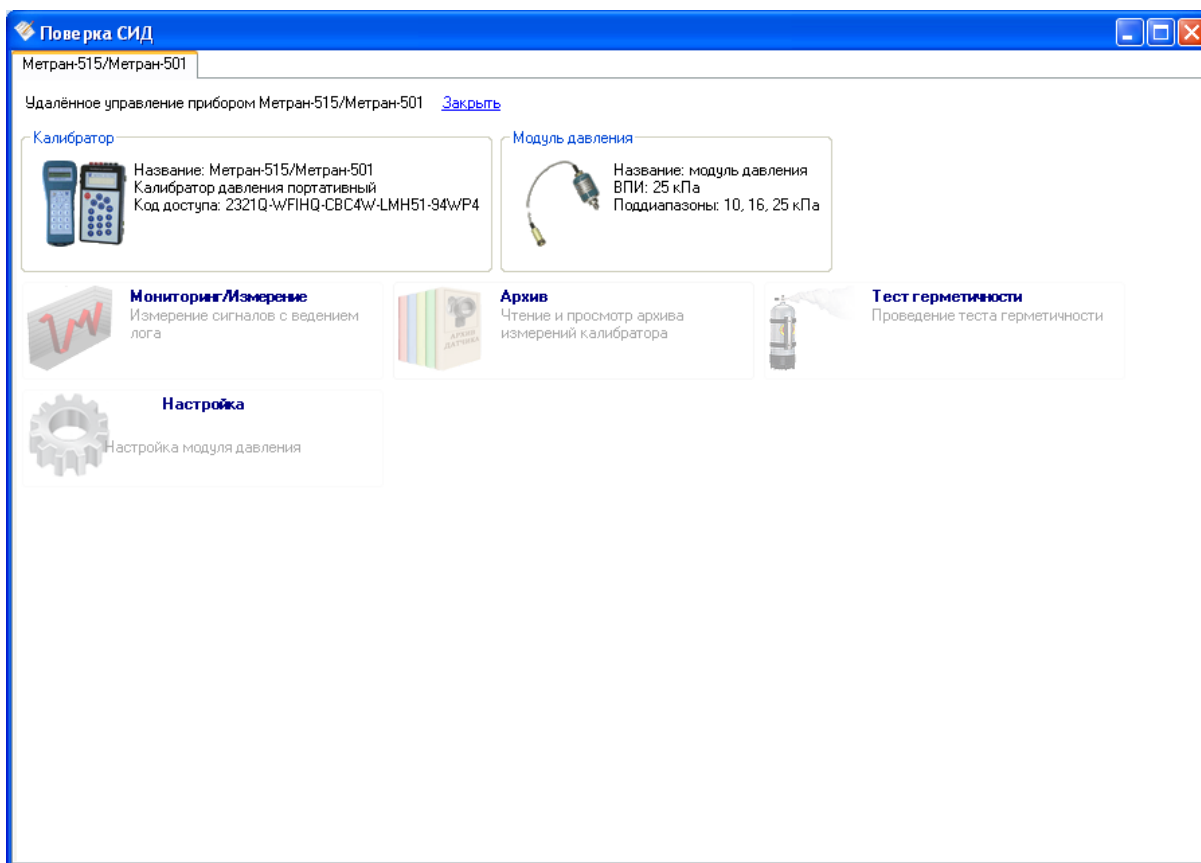 Поверка СИД
Метран-515/Метран-501
Удалённое управление прибором Метран-515/Метран-501 Закрыть
Калибратор
Название: Метран-515/Метран-501
Калибратор давления портативный
Код доступа: 2321Q-WFIHQ-CBC4W-LMH51-94WP4
Модуль давления
Название: модуль давления
ВПИ: 25 кПа
Поддиапазоны: 10, 16, 25 кПа
Мониторинг/Измерение
Измерение сигналов с ведением
лога
АРХИВ
ДАТЧИКА
Архив
Чтение и просмотр архива
измерений калибратора
Тест герметичности
Проведение теста герметичности
Настройка
Настройка модуля давления